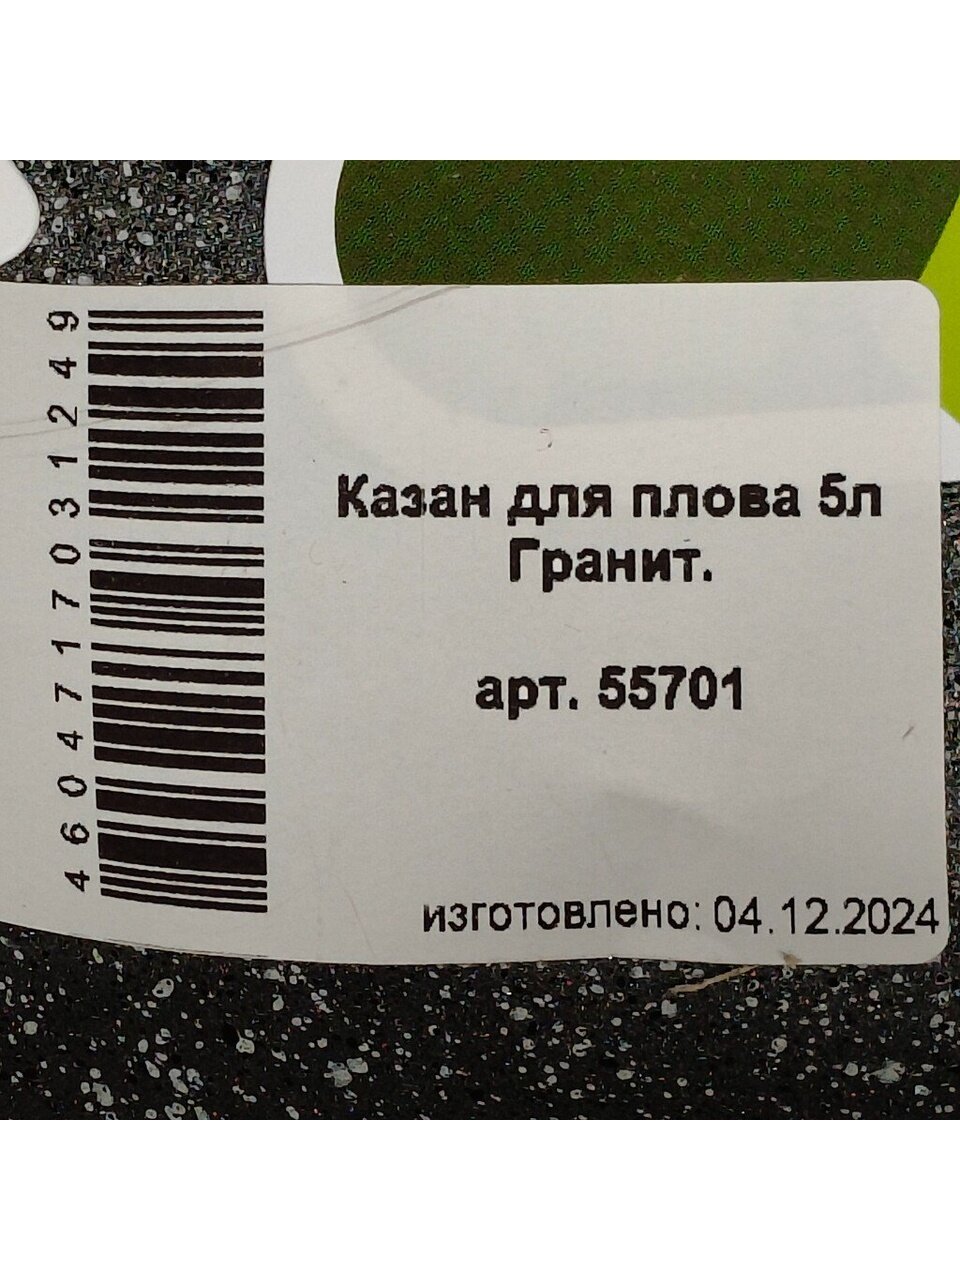 4604717031249
Казан для плова 5л
Гранит.
арт. 55701
изготовлено: 04.12.2024